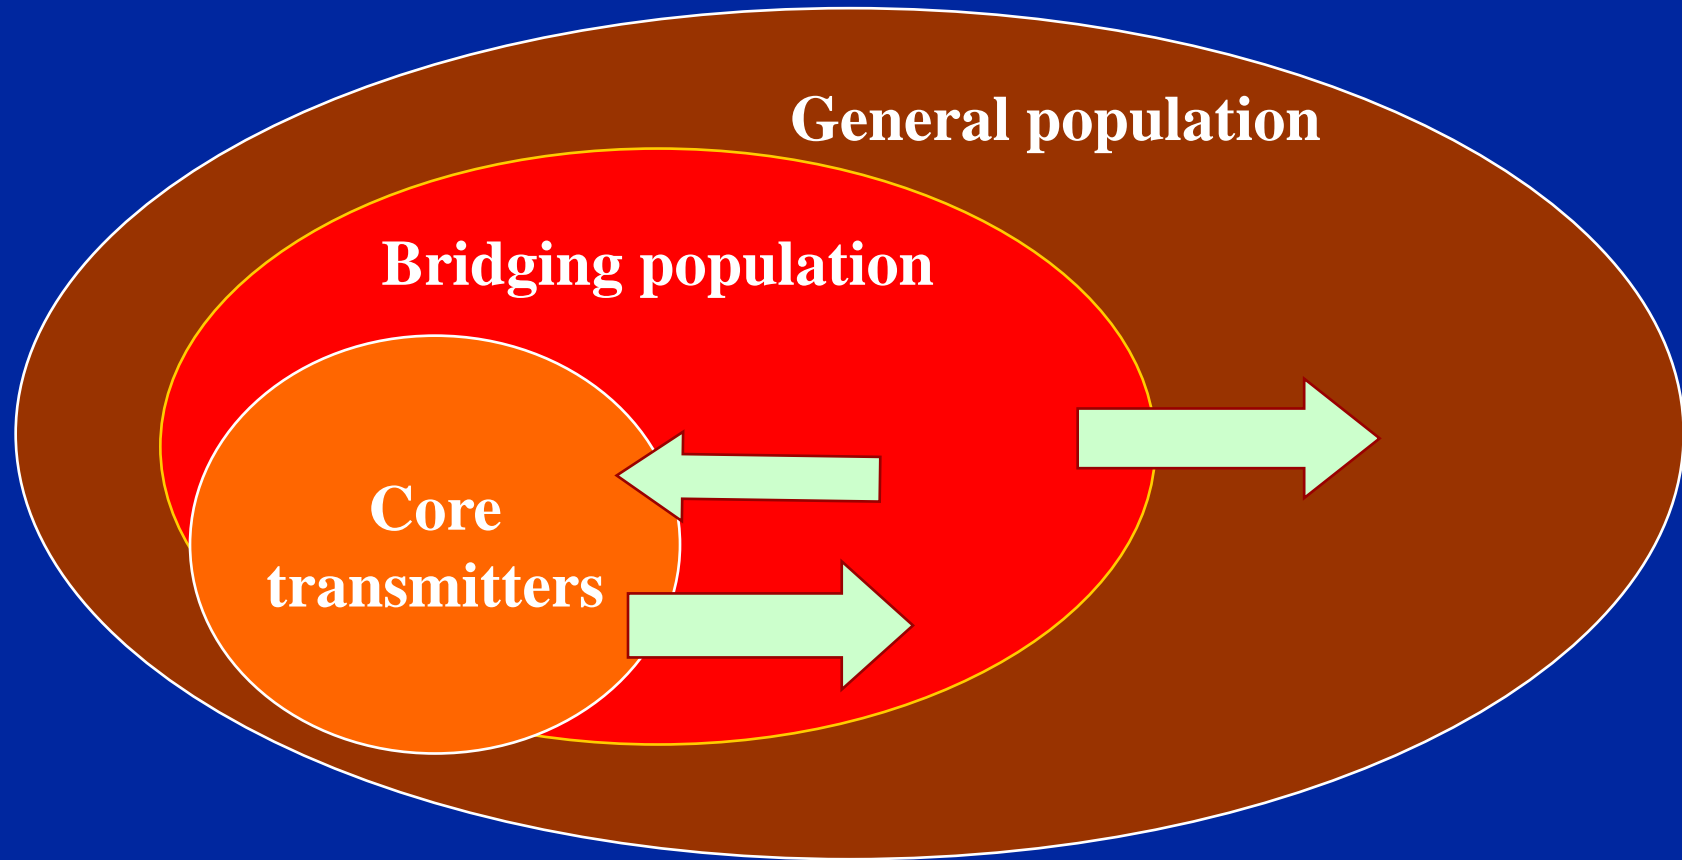 General population
Bridging population
Core
transmitters